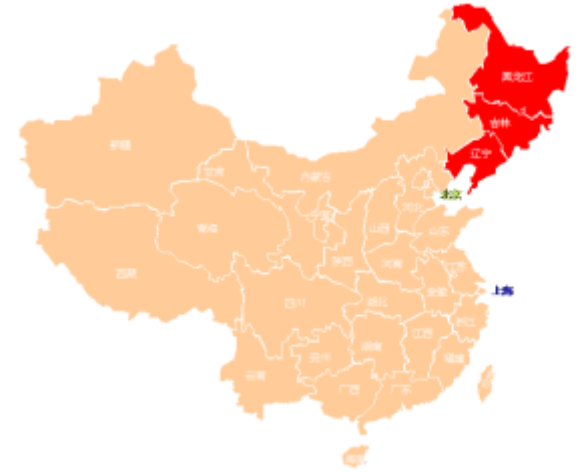 黑龙江
吉林
辽宁
新疆
甘肃
内蒙古
北京
河北
宁夏
山西
山东
青海
陕西
河南
江苏
西藏
安徽
上海
四川
湖北
浙江
江西
湖南
贵州
福建
云南
广西
广东